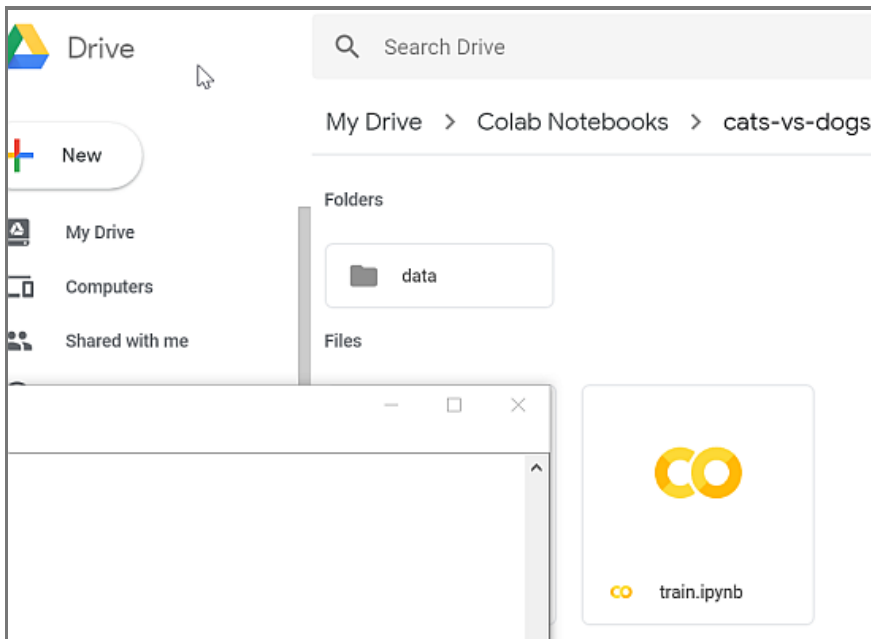 Drive
Search Drive
My Drive > Colab Notebooks > cats-vs-dogs
New
Folders
My Drive
data
Computers
Shared with me
Files
CO
CO train.ipynb